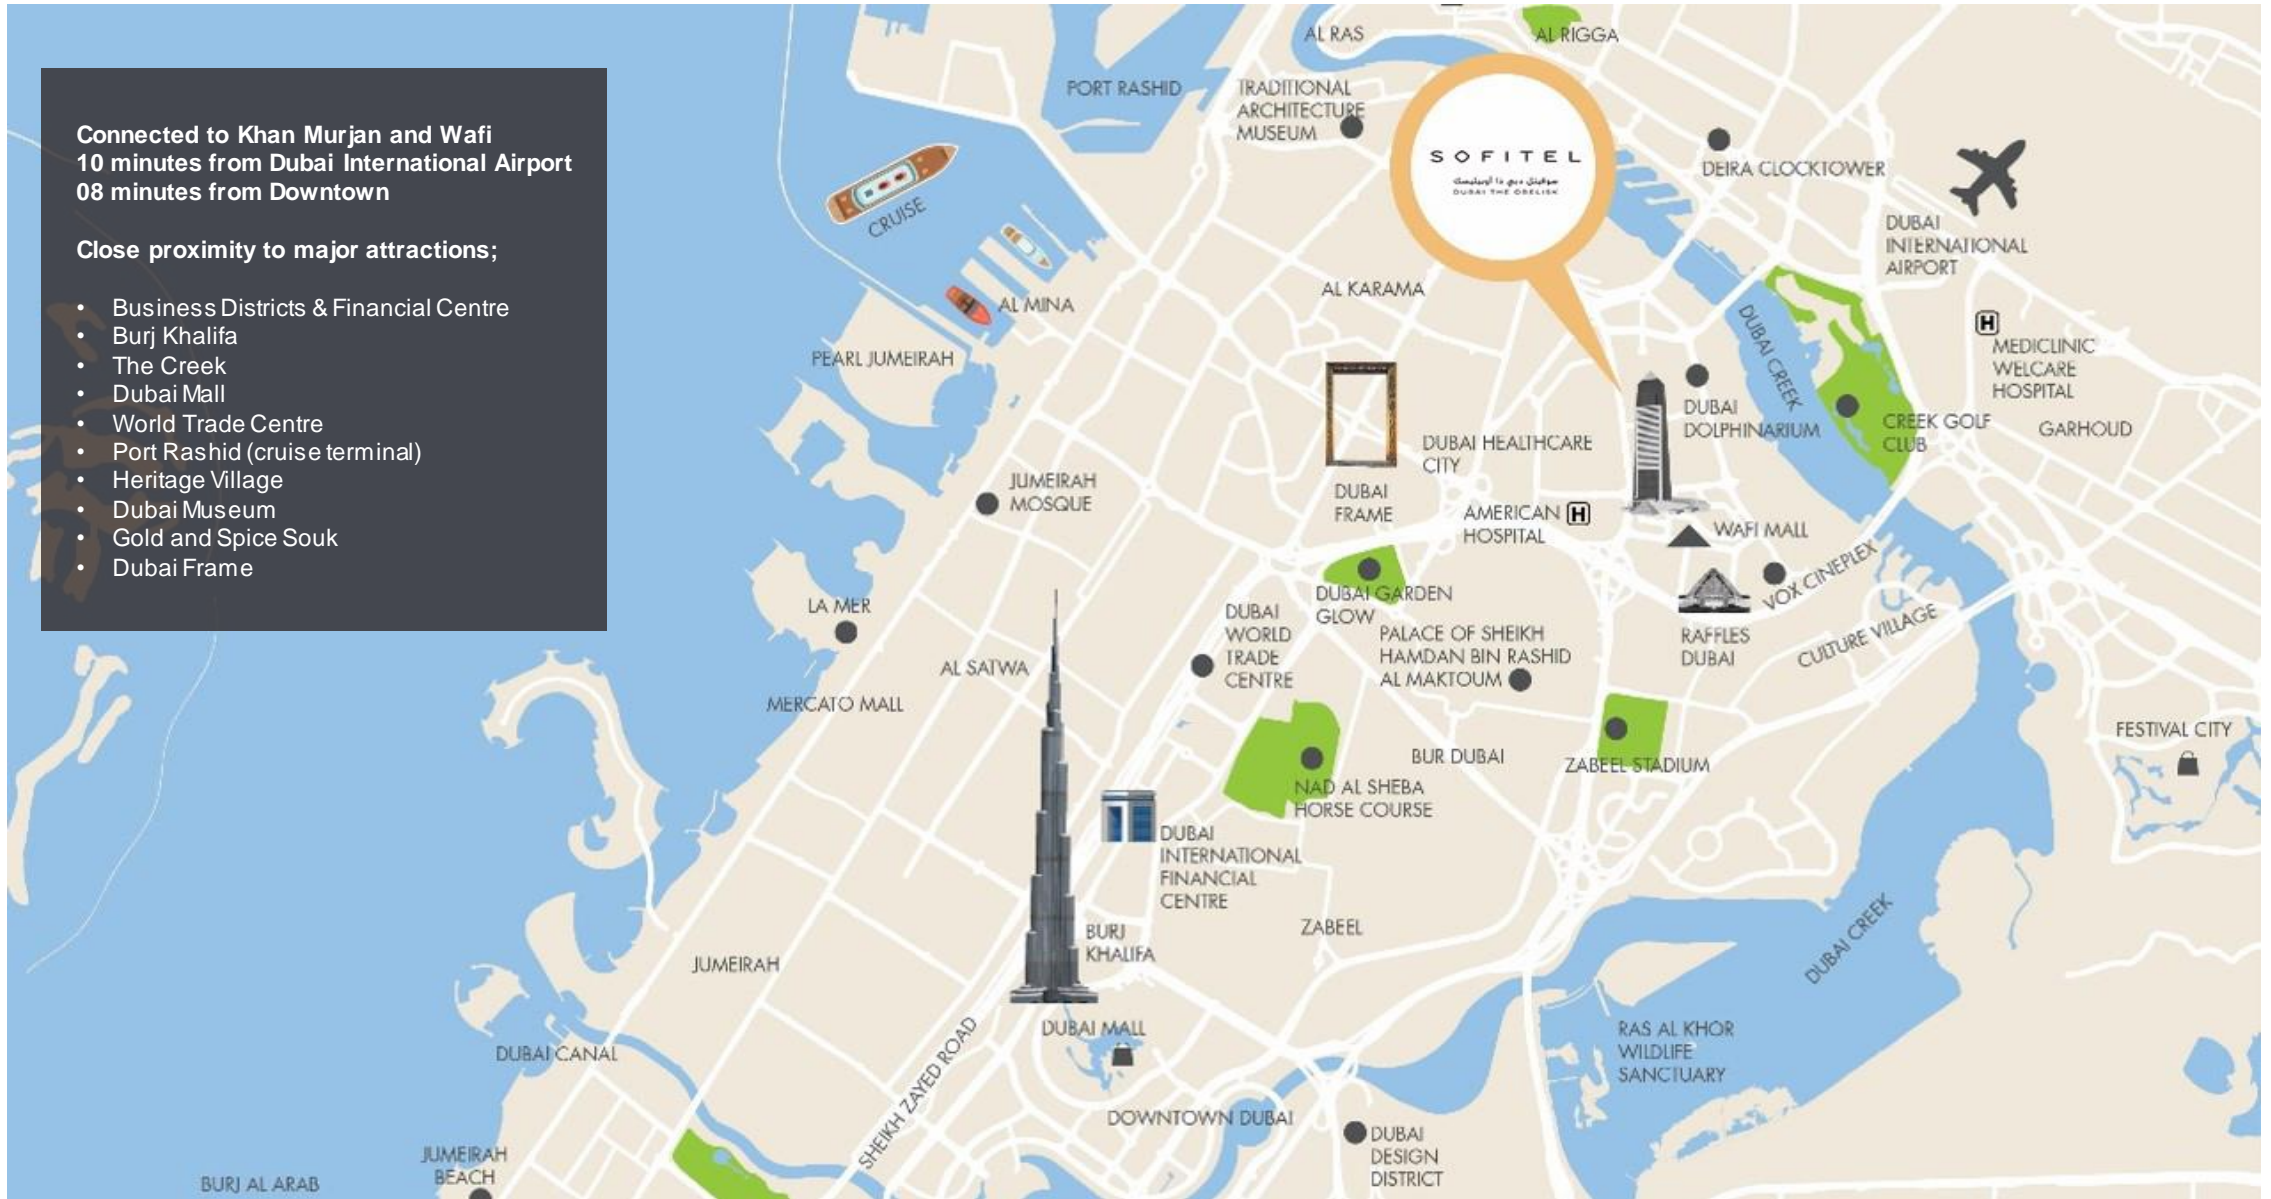 Connected to Khan Murjan and Wafi
10 minutes from Dubai International Airport
08 minutes from Downtown
Close proximity to major attractions;
• Business Districts & Financial Centre
• Burj Khalifa
• The Creek
• Dubai Mall
• World Trade Centre
• Port Rashid (cruise terminal)
• Heritage Village
• Dubai Museum
• Gold and Spice Souk
• Dubai Frame
AL RAS
AL RIGGA
PORT RASHID
TRADITIONAL
ARCHITECTURE
MUSEUM
SOFITEL
سوفيتل دبي ذا أوبيليسك
DUBAI THE OBELISK
DEIRA CLOCKTOWER
CRUISE
DUBAI
INTERNATIONAL
AIRPORT
AL MINA
AL KARAMA
DUBAI CREEK
H
MEDICLINIC
WELCARE
HOSPITAL
PEARL JUMEIRAH
DUBAI
DOLPHINARIUM
CREEK GOLF
CLUB
GARHOUD
DUBAI HEALTHCARE
CITY
JUMEIRAH
MOSQUE
DUBAI
FRAME
AMERICAN H
HOSPITAL
WAFI MALL
VOX CINEPLEX
DUBAI GARDEN
GLOW
LA MER
DUBAI
WORLD
TRADE
CENTRE
PALACE OF SHEIKH
HAMDAN BIN RASHID
AL MAKTOUM
RAFFLES
DUBAI
CULTURE VILLAGE
AL SATWA
MERCATO MALL
FESTIVAL CITY
BUR DUBAI
ZABEEL STADIUM
NAD AL SHEBA
HORSE COURSE
DUBAI
INTERNATIONAL
FINANCIAL
CENTRE
ZABEEL
BURJ
KHALIFA
DUBAI CREEK
JUMEIRAH
DUBAI MALL
RAS AL KHOR
WILDLIFE
SANCTUARY
DUBAI CANAL
SHEIKH ZAYED ROAD
DOWNTOWN DUBAI
DUBAI
DESIGN
DISTRICT
JUMEIRAH
BEACH
BURJ AL ARAB